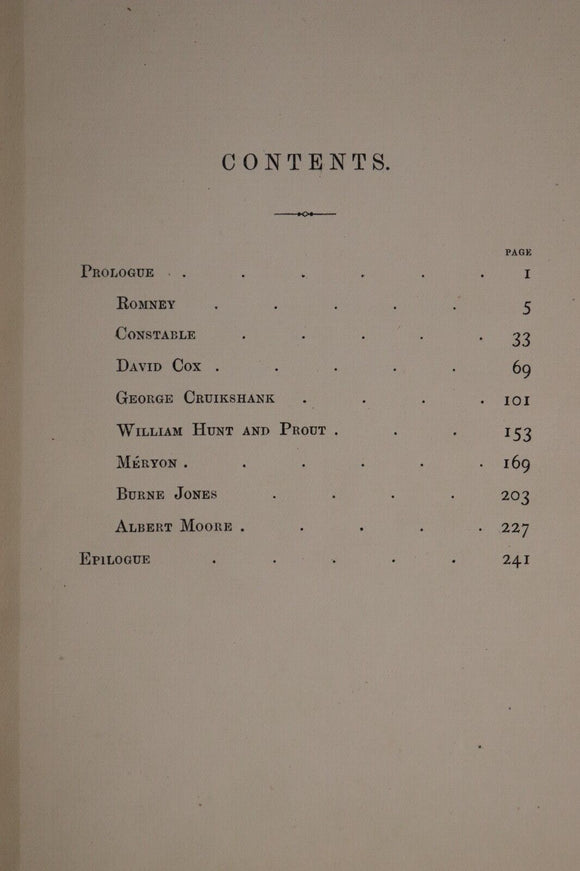 CONTENTS.
PAGE
PROLOGUE . . . . . . . 1
ROMNEY . . . . . 5
CONSTABLE . . . . . 33
DAVID COX . . . . . 69
GEORGE CRUIKSHANK . . . . 101
WILLIAM HUNT AND PROUT . . . 153
MÉRYON . . . . . . 169
BURNE JONES . . . . 203
ALBERT MOORE . . . . . 227
EPILOGUE . . . . . 241